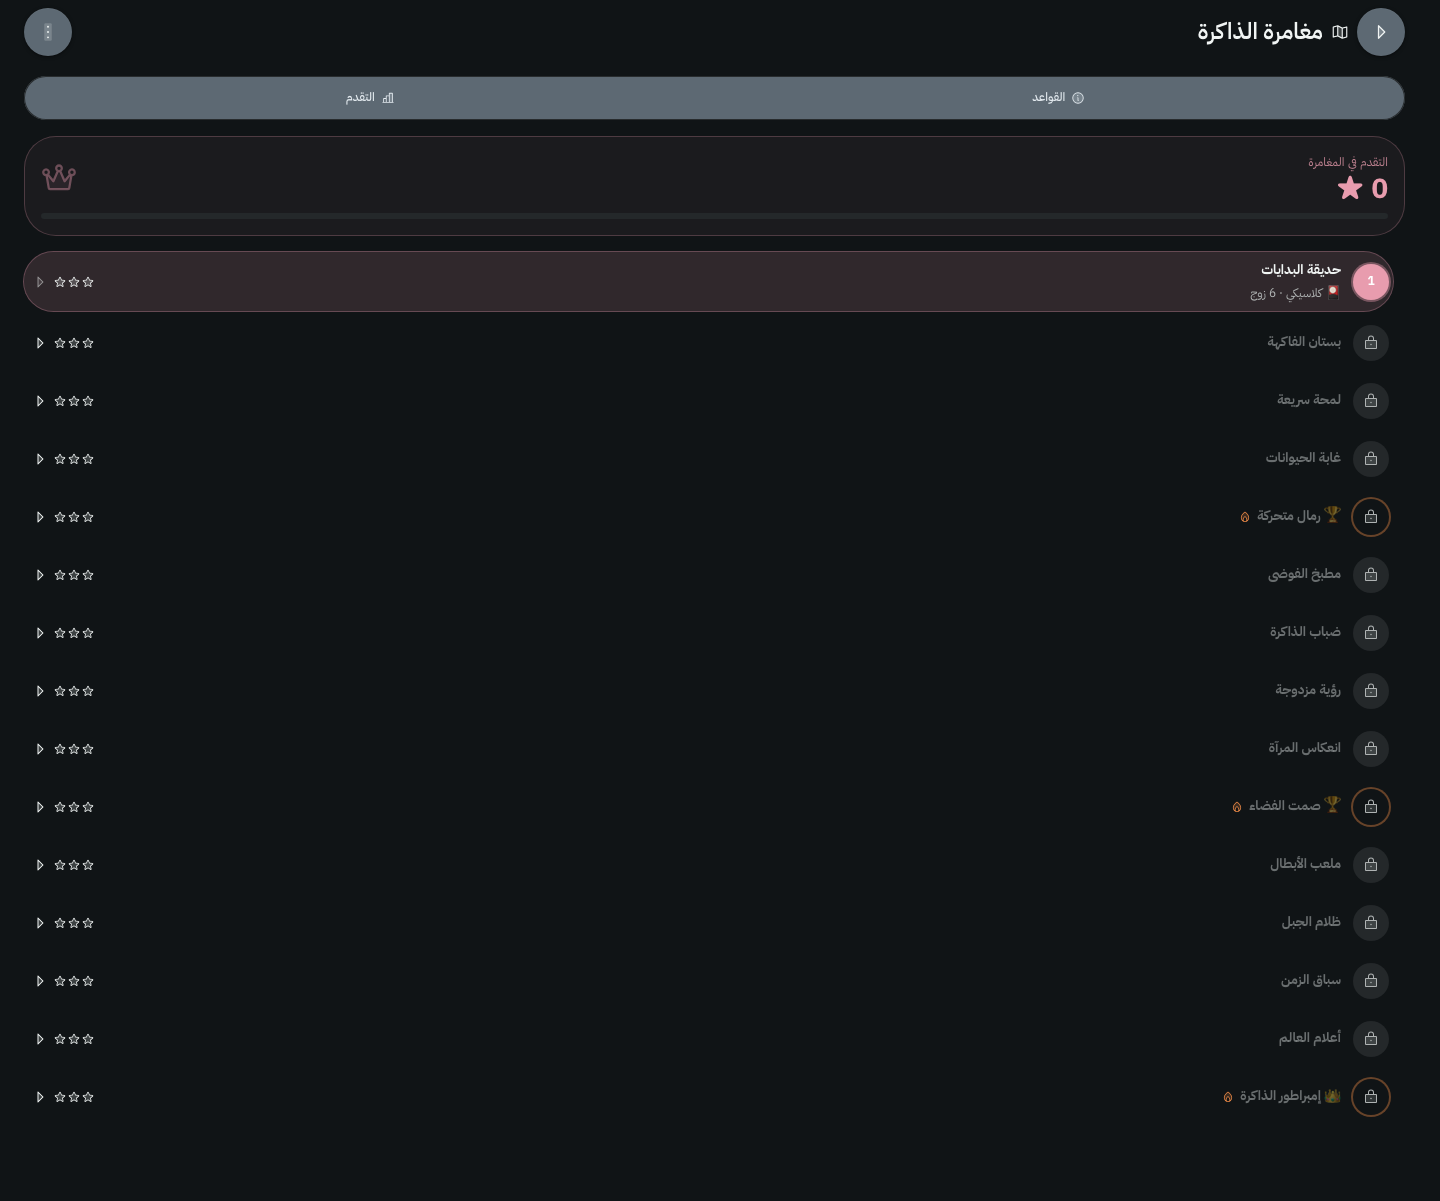 مغامرة الذاكرة
القواعد
التقدم
التقدم في المغامرة
0
1
حديقة البدايات
كلاسيكي · 6 زوج
بستان الفاكهة
لمحة سريعة
غابة الحيوانات
رمال متحركة
مطبخ الفوضى
ضباب الذاكرة
رؤية مزدوجة
انعكاس المرآة
صمت الفضاء
ملعب الأبطال
ظلام الجبل
سباق الزمن
أعلام العالم
إمبراطور الذاكرة